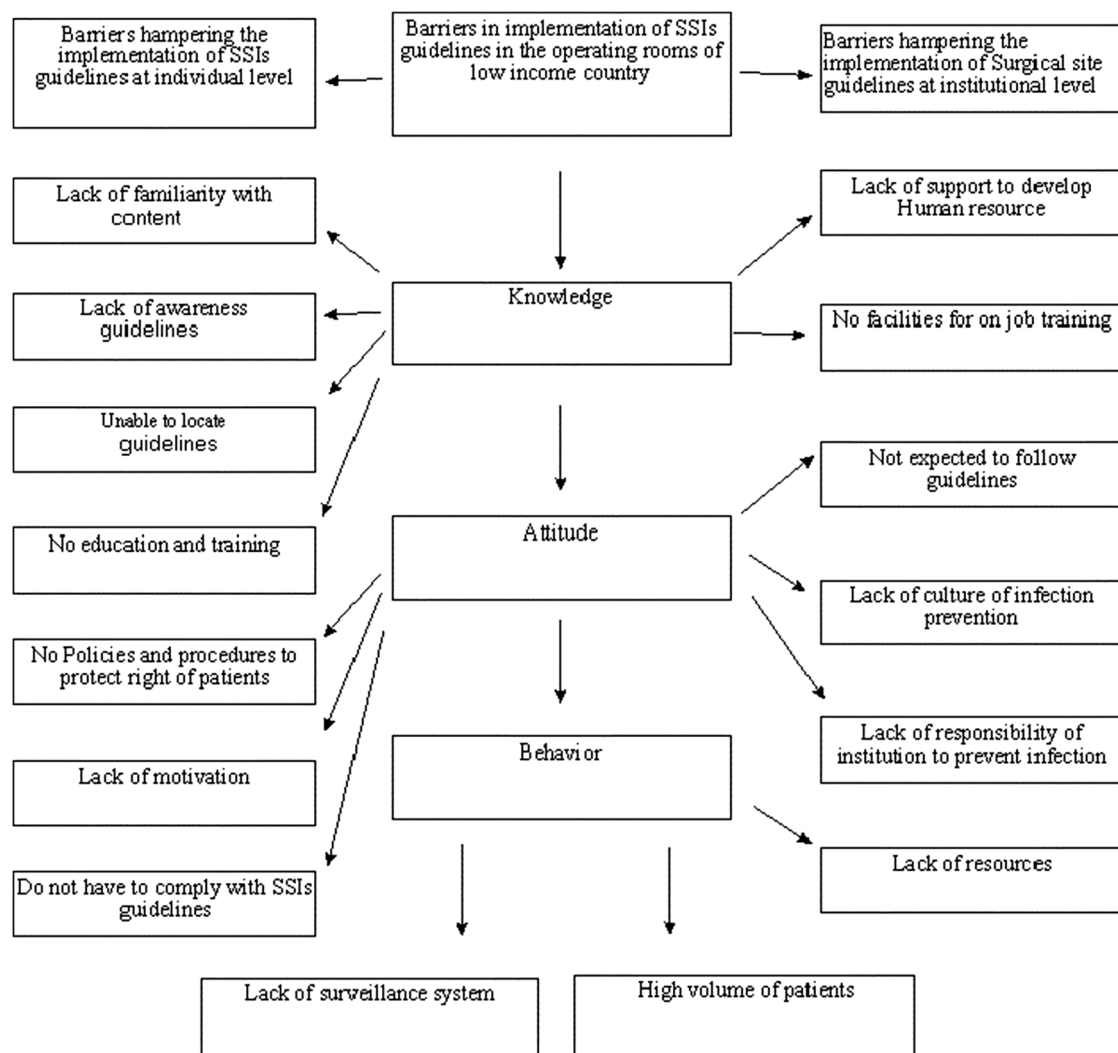 Barriers hampering the
implementation of SSIs
guidelines at individual level
Barriers in implementation of SSIs
guidelines in the operating rooms of
low income country
Barriers hampering the
implementation of Surgical site
guidelines at institutional level
Lack of familiarity with
content
Lack of support to develop
Human resource
Knowledge
Lack of awareness
guidelines
No facilities for on job training
Unable to locate
guidelines
Not expected to follow
guidelines
Attitude
No education and training
Lack of culture of infection
prevention
No Policies and procedures to
protect right of patients
Lack of responsibility of
institution to prevent infection
Behavior
Lack of motivation
Lack of resources
Do not have to comply with SSIs
guidelines
Lack of surveillance system
High volume of patients